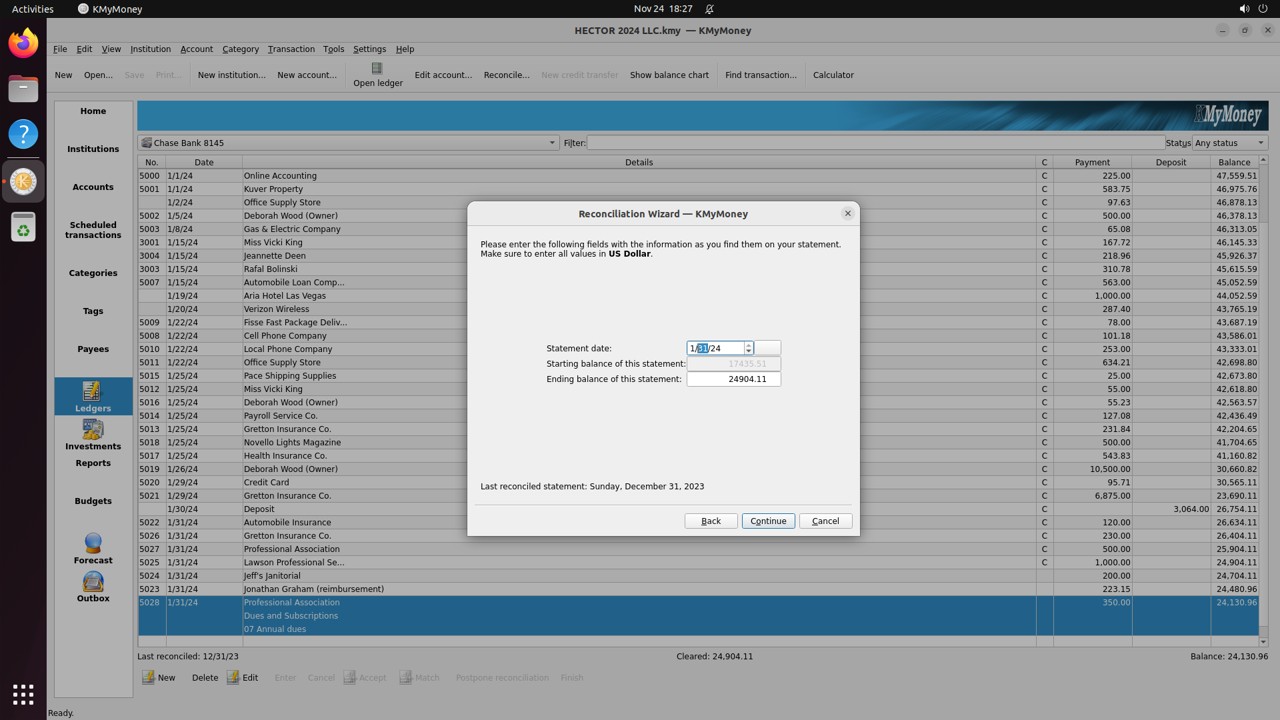 Activities KMyMoney Nov 24 18:27
HECTOR 2024 LLC.kmy — KMyMoney
File Edit View Institution Account Category Transaction Tools Settings Help
New Open... Save Print... New institution... New account... Open ledger Edit account... Reconcile... New credit transfer Show balance chart Find transaction... Calculator
Home
Institutions
Accounts
Scheduled
transactions
Categories
Tags
Payees
Ledgers
Investments
Reports
Budgets
Forecast
Outbox
KMyMoney
Chase Bank 8145 Filter: Status Any status
No. Date Details C Payment Deposit Balance
5000 1/1/24 Online Accounting C 225.00 47,559.51
5001 1/1/24 Kuver Property C 583.75 46,975.76
1/2/24 Office Supply Store C 97.63 46,878.13
5002 1/5/24 Deborah Wood (Owner) C 500.00 46,378.13
5003 1/8/24 Gas & Electric Company C 65.08 46,313.05
3001 1/15/24 Miss Vicki King C 167.72 46,145.33
3004 1/15/24 Jeannette Deen C 218.96 45,926.37
3003 1/15/24 Rafal Bolinski C 310.78 45,615.59
5007 1/15/24 Automobile Loan Comp... C 563.00 45,052.59
1/19/24 Aria Hotel Las Vegas C 1,000.00 44,052.59
1/20/24 Verizon Wireless C 287.40 43,765.19
5009 1/22/24 Fisse Fast Package Deliv... C 78.00 43,687.19
5008 1/22/24 Cell Phone Company C 101.18 43,586.01
5010 1/22/24 Local Phone Company C 253.00 43,333.01
5011 1/22/24 Office Supply Store C 634.21 42,698.80
5015 1/25/24 Pace Shipping Supplies C 25.00 42,673.80
5012 1/25/24 Miss Vicki King C 55.00 42,618.80
5016 1/25/24 Deborah Wood (Owner) C 55.23 42,563.57
5014 1/25/24 Payroll Service Co. C 127.08 42,436.49
5013 1/25/24 Gretton Insurance Co. C 231.84 42,204.65
5018 1/25/24 Novello Lights Magazine C 500.00 41,704.65
5017 1/25/24 Health Insurance Co. C 543.83 41,160.82
5019 1/26/24 Deborah Wood (Owner) C 10,500.00 30,660.82
5020 1/29/24 Credit Card C 95.71 30,565.11
5021 1/29/24 Gretton Insurance Co. C 6,875.00 23,690.11
1/30/24 Deposit C 3,064.00 26,754.11
5022 1/31/24 Automobile Insurance C 120.00 26,634.11
5026 1/31/24 Gretton Insurance Co. C 230.00 26,404.11
5027 1/31/24 Professional Association C 500.00 25,904.11
5025 1/31/24 Lawson Professional Se... C 1,000.00 24,904.11
5024 1/31/24 Jeff's Janitorial 200.00 24,704.11
5023 1/31/24 Jonathan Graham (reimbursement) 223.15 24,480.96
5028 1/31/24 Professional Association 350.00 24,130.96
Dues and Subscriptions
07 Annual dues
Last reconciled: 12/31/23 Cleared: 24,904.11 Balance: 24,130.96
New Delete Edit Enter Cancel Accept Match Postpone reconciliation Finish
Ready.
Reconciliation Wizard — KMyMoney
Please enter the following fields with the information as you find them on your statement.
Make sure to enter all values in US Dollar.
Statement date: 1/31/24
Starting balance of this statement: 17435.51
Ending balance of this statement: 24904.11
Last reconciled statement: Sunday, December 31, 2023
Back Continue Cancel